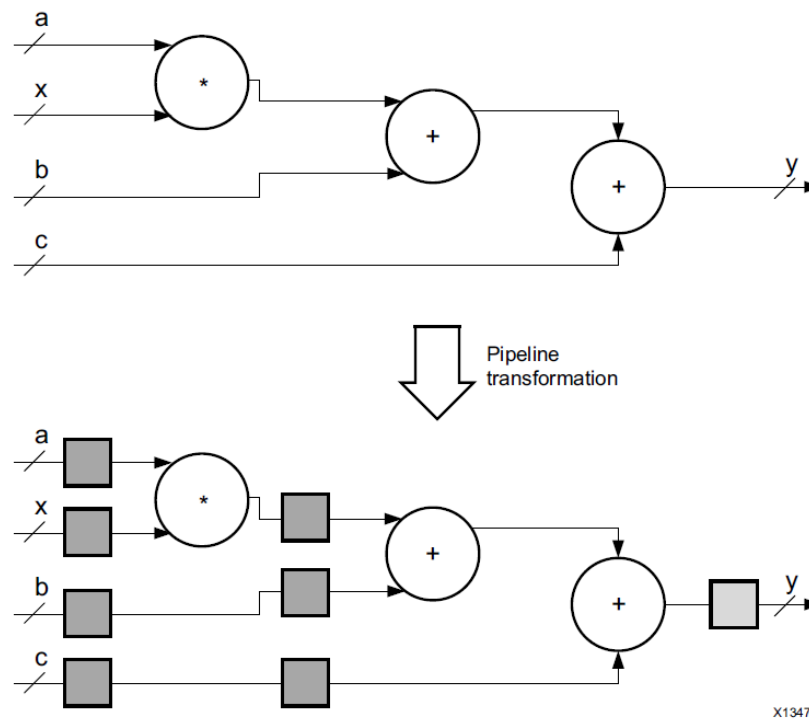 a
x
*
+
b
+
y
c
Pipeline
transformation
a
x
*
+
b
+
y
c
X1347